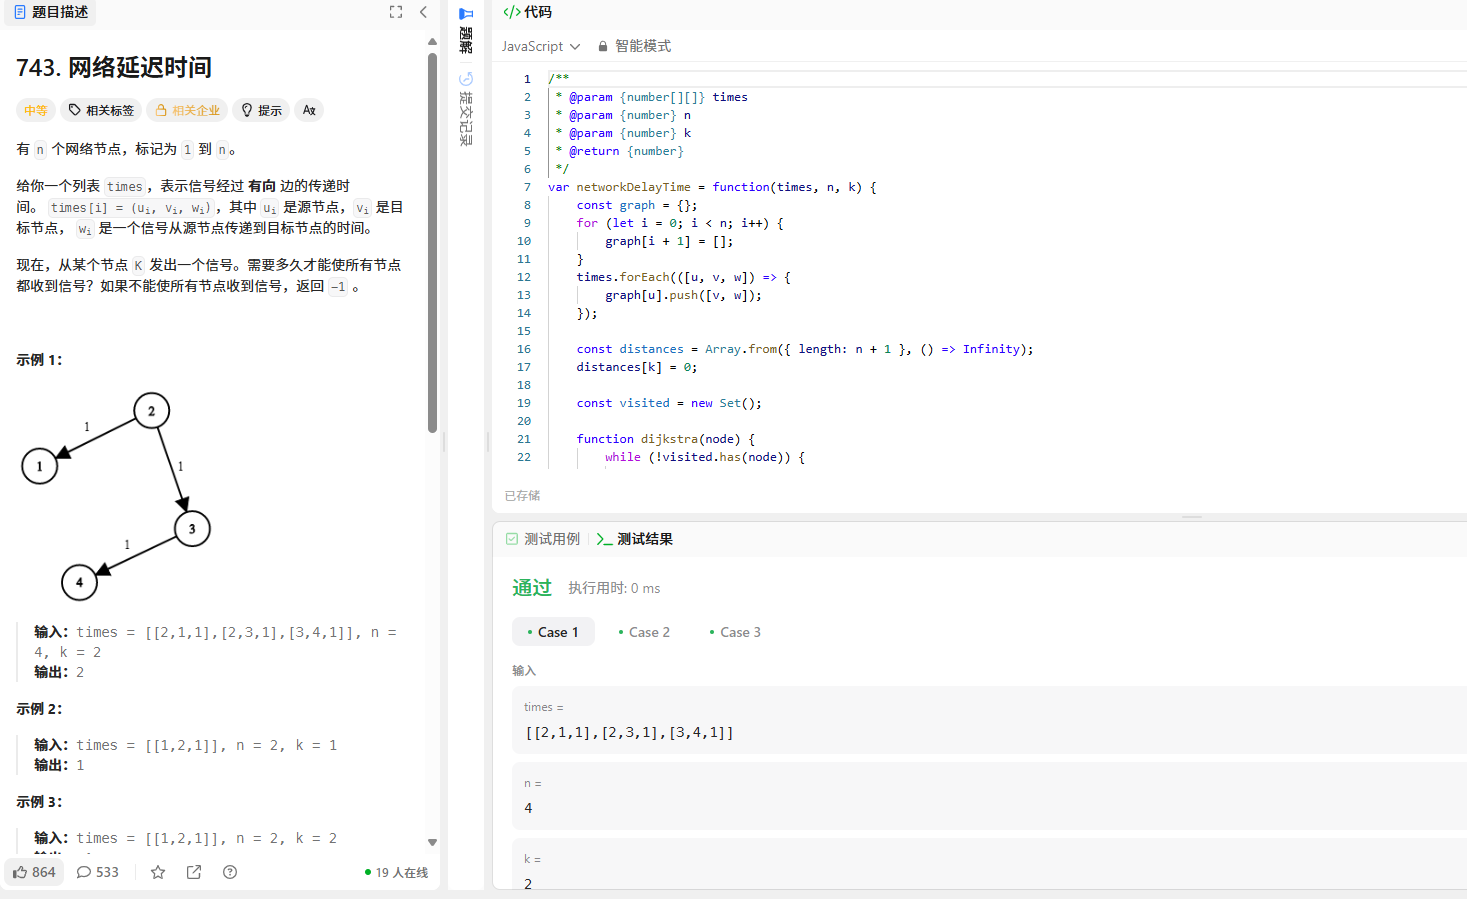 题目描述
743. 网络延迟时间
中等 相关标签 相关企业 提示 A文
有 n 个网络节点，标记为 1 到 n。
给你一个列表 times，表示信号经过 有向 边的传递时
间。 times[i] = (ui, vi, wi)，其中 ui 是源节点，vi 是目
标节点， wi 是一个信号从源节点传递到目标节点的时间。
现在，从某个节点 K 发出一个信号。需要多久才能使所有节点
都收到信号？如果不能使所有节点收到信号，返回 -1 。
示例 1：
2
1
1
1
3
1
4
输入：times = [[2,1,1],[2,3,1],[3,4,1]], n =
4, k = 2
输出：2
示例 2：
输入：times = [[1,2,1]], n = 2, k = 1
输出：1
示例 3：
输入：times = [[1,2,1]], n = 2, k = 2
864 533 19 人在线
题解
提交记录
</> 代码
JavaScript 智能模式
1 /**
2 * @param {number[][]} times
3 * @param {number} n
4 * @param {number} k
5 * @return {number}
6 */
7 var networkDelayTime = function(times, n, k) {
8 const graph = {};
9 for (let i = 0; i < n; i++) {
10 graph[i + 1] = [];
11 }
12 times.forEach(([u, v, w]) => {
13 graph[u].push([v, w]);
14 });
15
16 const distances = Array.from({ length: n + 1 }, () => Infinity);
17 distances[k] = 0;
18
19 const visited = new Set();
20
21 function dijkstra(node) {
22 while (!visited.has(node)) {
已存储
测试用例 >_ 测试结果
通过 执行用时: 0 ms
• Case 1 • Case 2 • Case 3
输入
times =
[[2,1,1],[2,3,1],[3,4,1]]
n =
4
k =
2